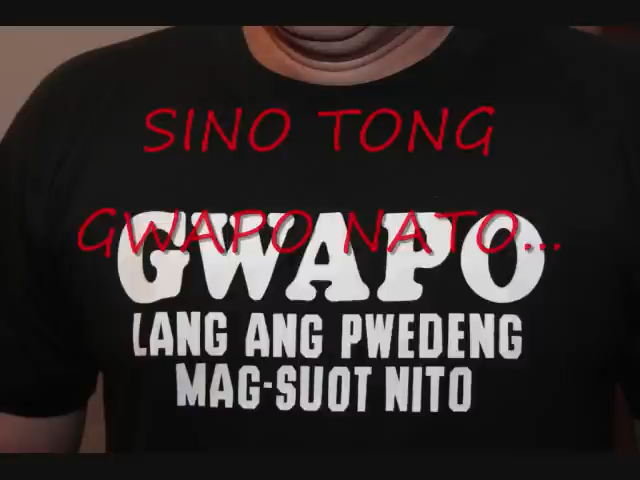 SINO TONG
GWAPO NATO...
GWAPO
LANG ANG PWEDENG
MAG-SUOT NITO